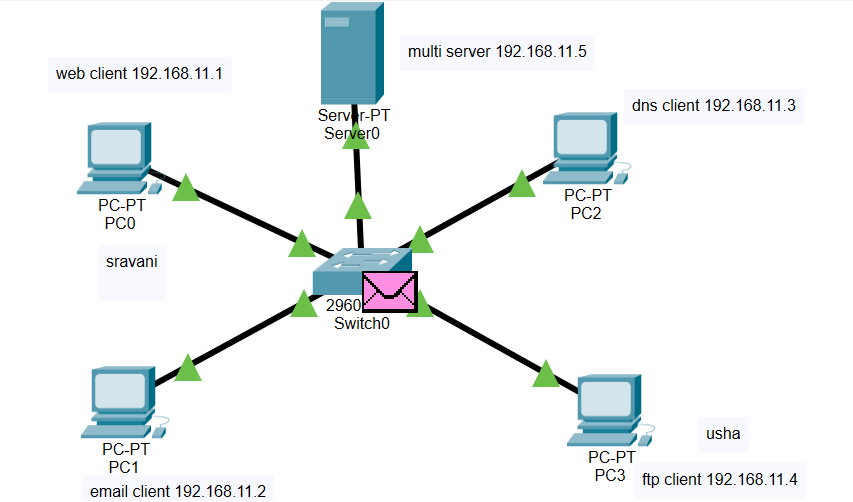 multi server 192.168.11.5
web client 192.168.11.1
dns client 192.168.11.3
Server-PT
Server0
PC-PT
PC0
PC-PT
PC2
sravani
2960
Switch0
PC-PT
PC1
email client 192.168.11.2
usha
PC-PT
PC3
ftp client 192.168.11.4